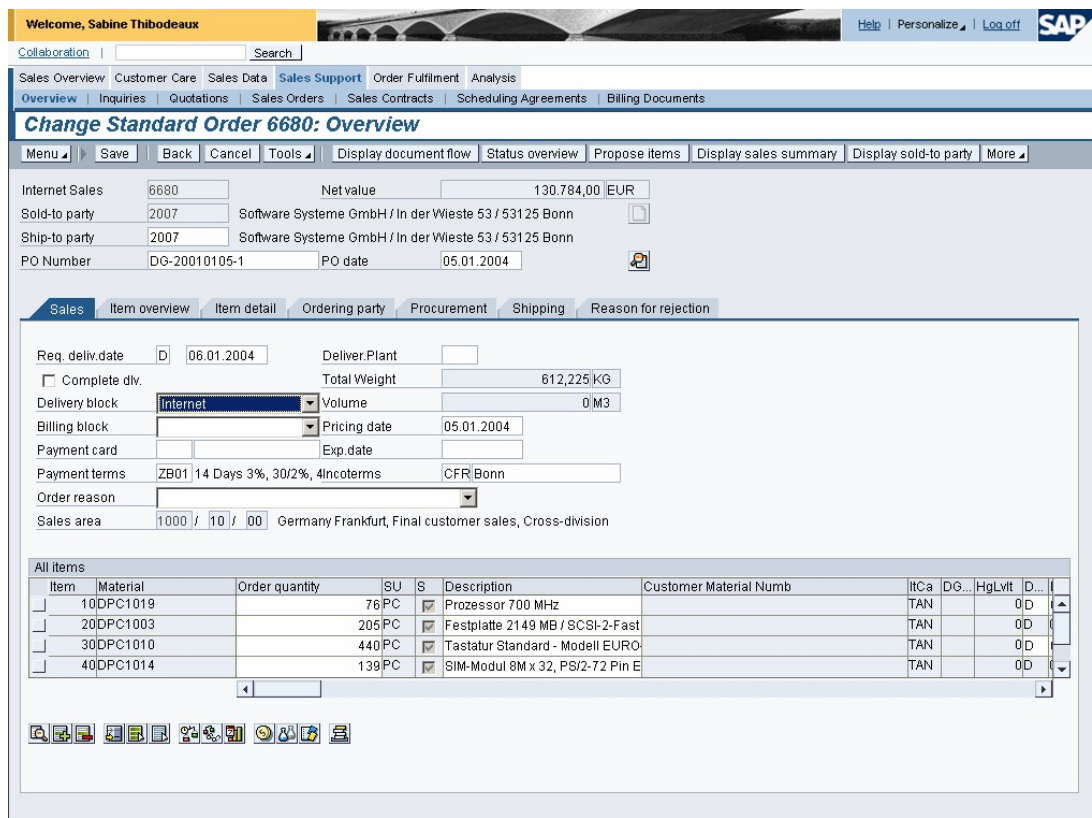 Welcome, Sabine Thibodeaux Help | Personalize | Log off SAP
Collaboration | Search
Sales Overview Customer Care Sales Data Sales Support Order Fulfilment Analysis
Overview | Inquiries | Quotations | Sales Orders | Sales Contracts | Scheduling Agreements | Billing Documents
Change Standard Order 6680: Overview
Menu Save Back Cancel Tools Display document flow Status overview Propose items Display sales summary Display sold-to party More
Internet Sales 6680 Net value 130.784,00 EUR
Sold-to party 2007 Software Systeme GmbH / In der Wieste 53 / 53125 Bonn
Ship-to party 2007 Software Systeme GmbH / In der Wieste 53 / 53125 Bonn
PO Number DG-20010105-1 PO date 05.01.2004
Sales Item overview Item detail Ordering party Procurement Shipping Reason for rejection
Req. deliv.date D 06.01.2004 Deliver.Plant
Complete dlv. Total Weight 612,225 KG
Delivery block Internet Volume 0 M3
Billing block Pricing date 05.01.2004
Payment card Exp.date
Payment terms ZB01 14 Days 3%, 30/2%, 4 Incoterms CFR Bonn
Order reason
Sales area 1000 / 10 / 00 Germany Frankfurt, Final customer sales, Cross-division
All items
Item Material Order quantity SU S Description Customer Material Numb ItCa DG... HgLvIt D...
10 DPC1019 76 PC Prozessor 700 MHz TAN 0 D
20 DPC1003 205 PC Festplatte 2149 MB / SCSI-2-Fast TAN 0 D
30 DPC1010 440 PC Tastatur Standard - Modell EURO- TAN 0 D
40 DPC1014 139 PC SIM-Modul 8M x 32, PS/2-72 Pin E TAN 0 D